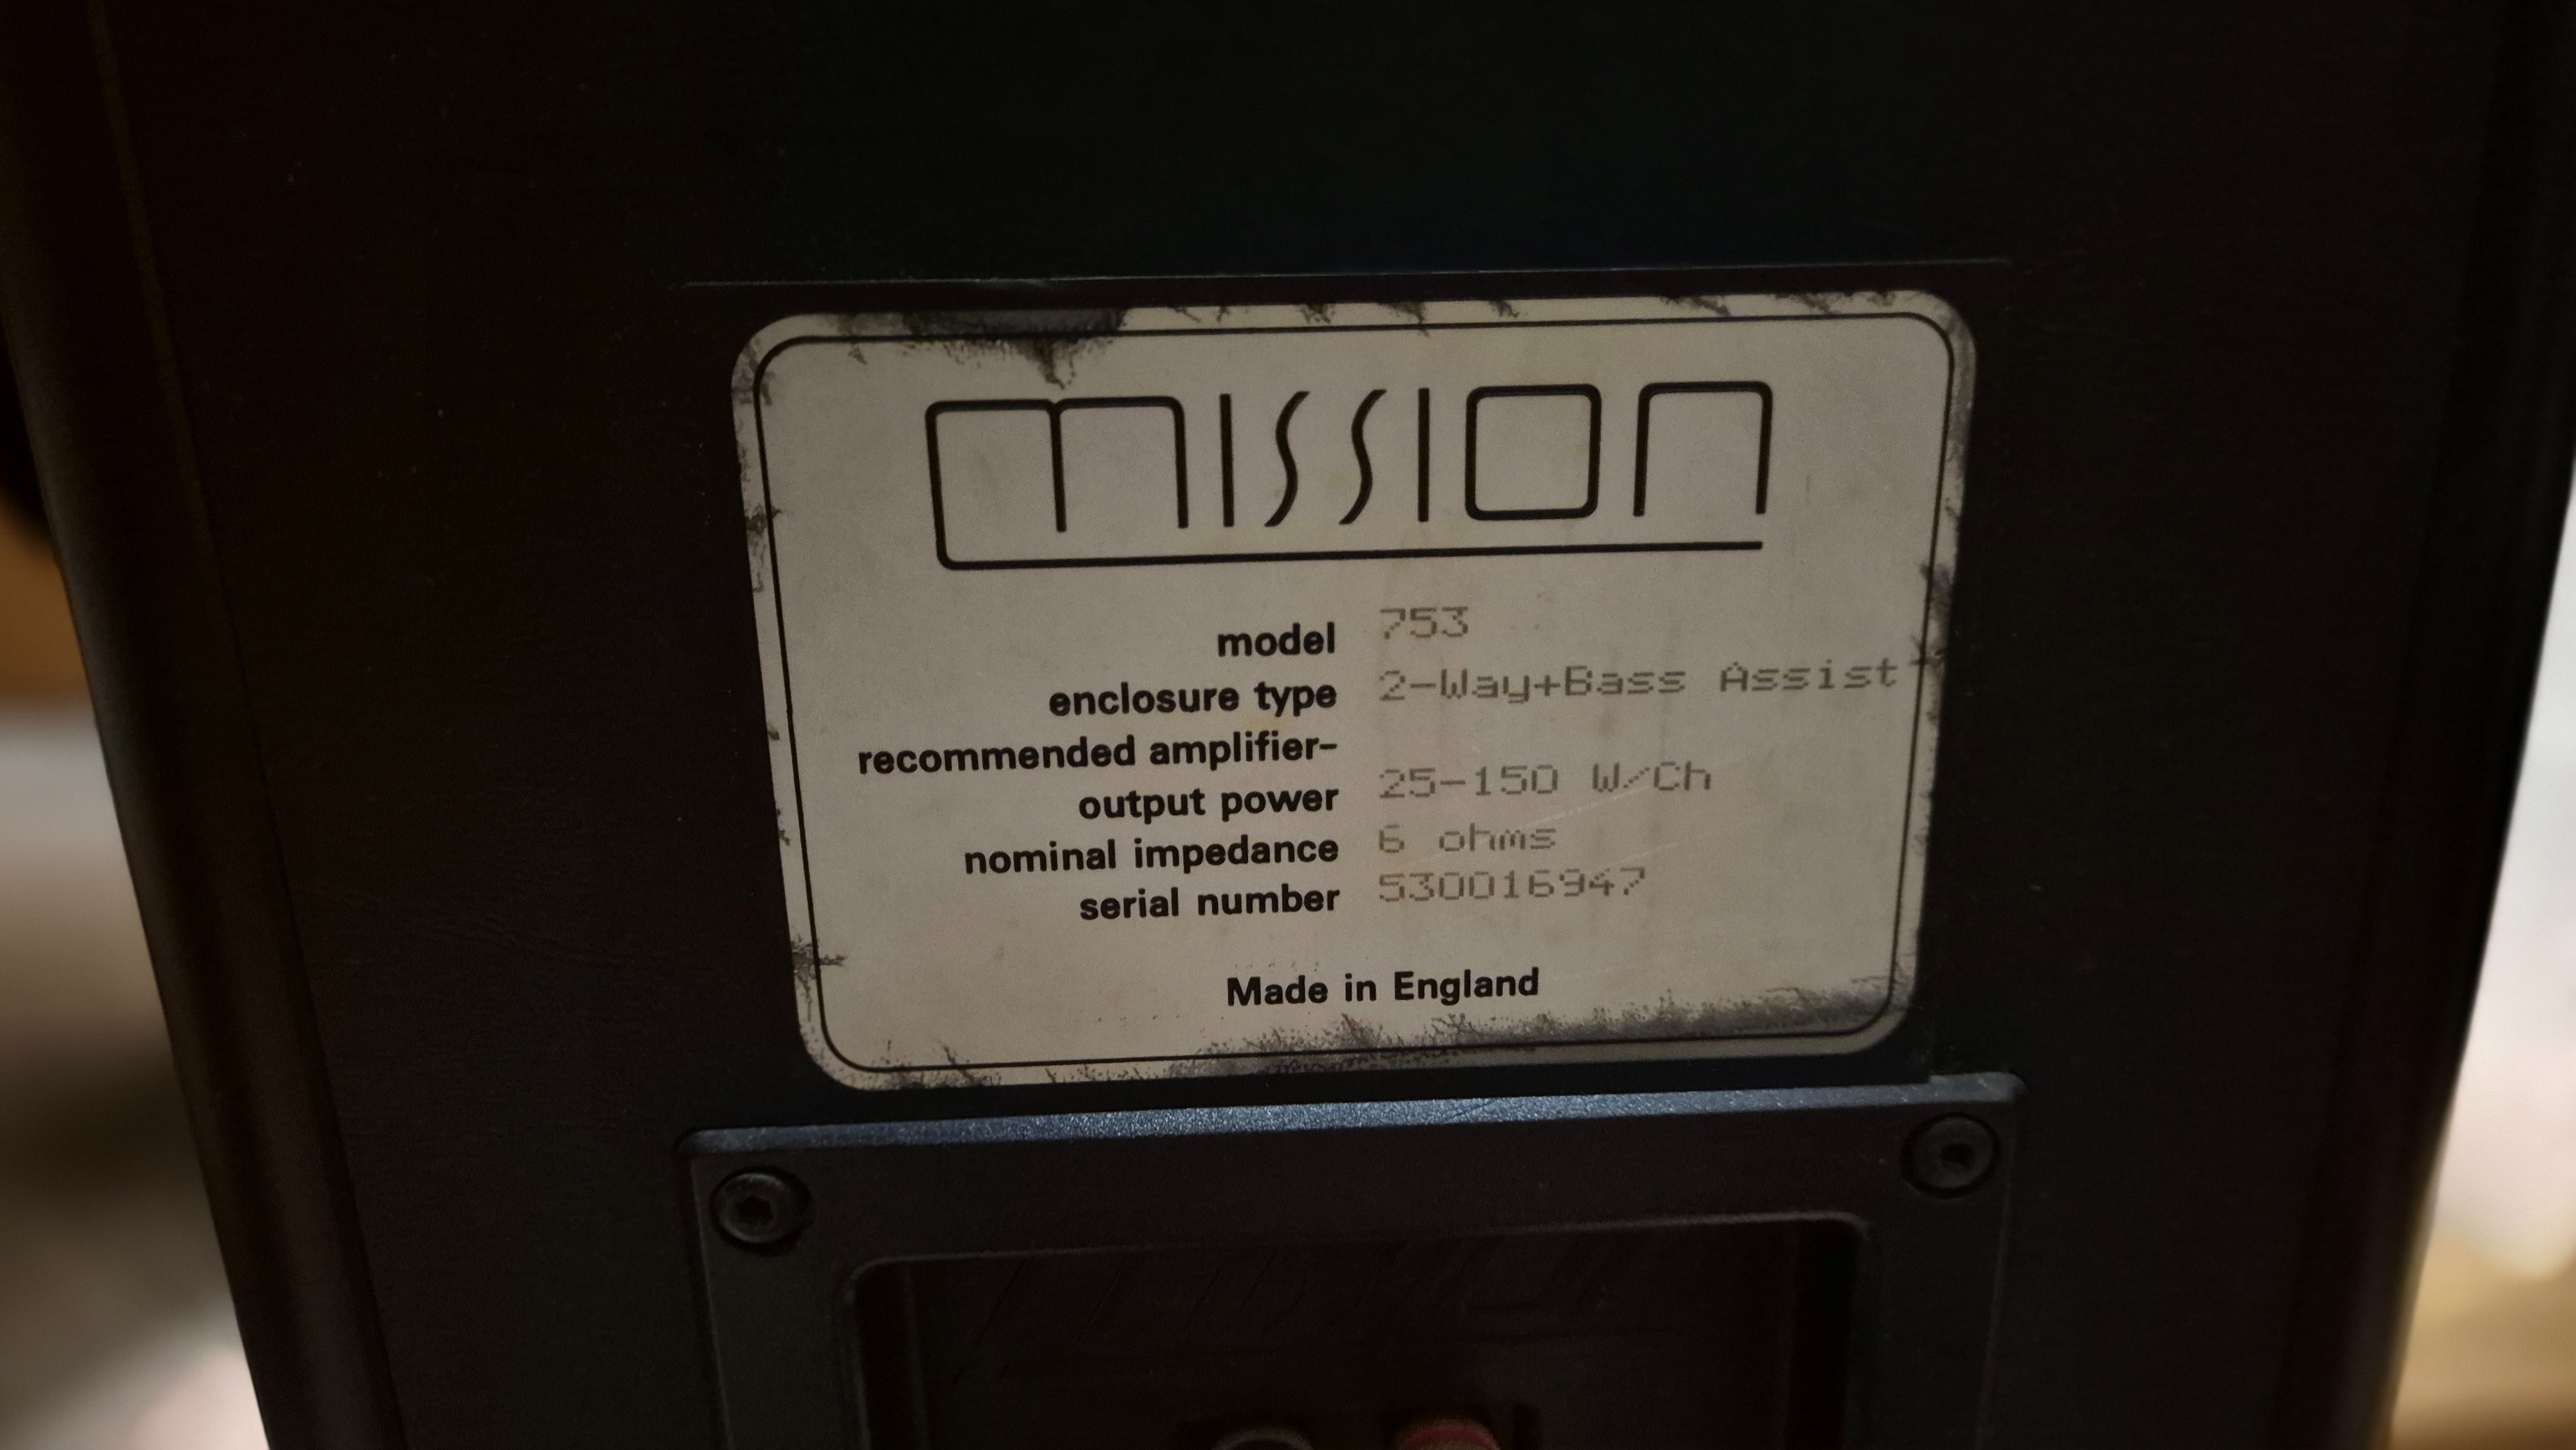 mission
model 753
enclosure type 2-Way+Bass Assist
recommended amplifier-
output power 25-150 W/Ch
nominal impedance 6 ohms
serial number 530016947
Made in England